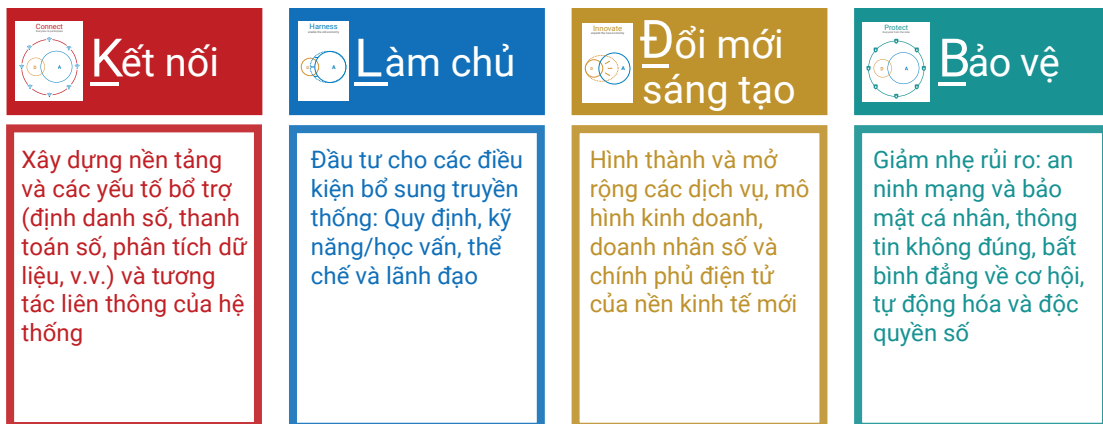 Connect
Kết nối
Xây dựng nền tảng
và các yếu tố bổ trợ
(định danh số, thanh
toán số, phân tích dữ
liệu, v.v.) và tương
tác liên thông của hệ
thống
Harness
Làm chủ
Đầu tư cho các điều
kiện bổ sung truyền
thống: Quy định, kỹ
năng/học vấn, thể
chế và lãnh đạo
Innovate
Đổi mới
sáng tạo
Hình thành và mở
rộng các dịch vụ, mô
hình kinh doanh,
doanh nhân số và
chính phủ điện tử
của nền kinh tế mới
Protect
Bảo vệ
Giảm nhẹ rủi ro: an
ninh mạng và bảo
mật cá nhân, thông
tin không đúng, bất
bình đẳng về cơ hội,
tự động hóa và độc
quyền số